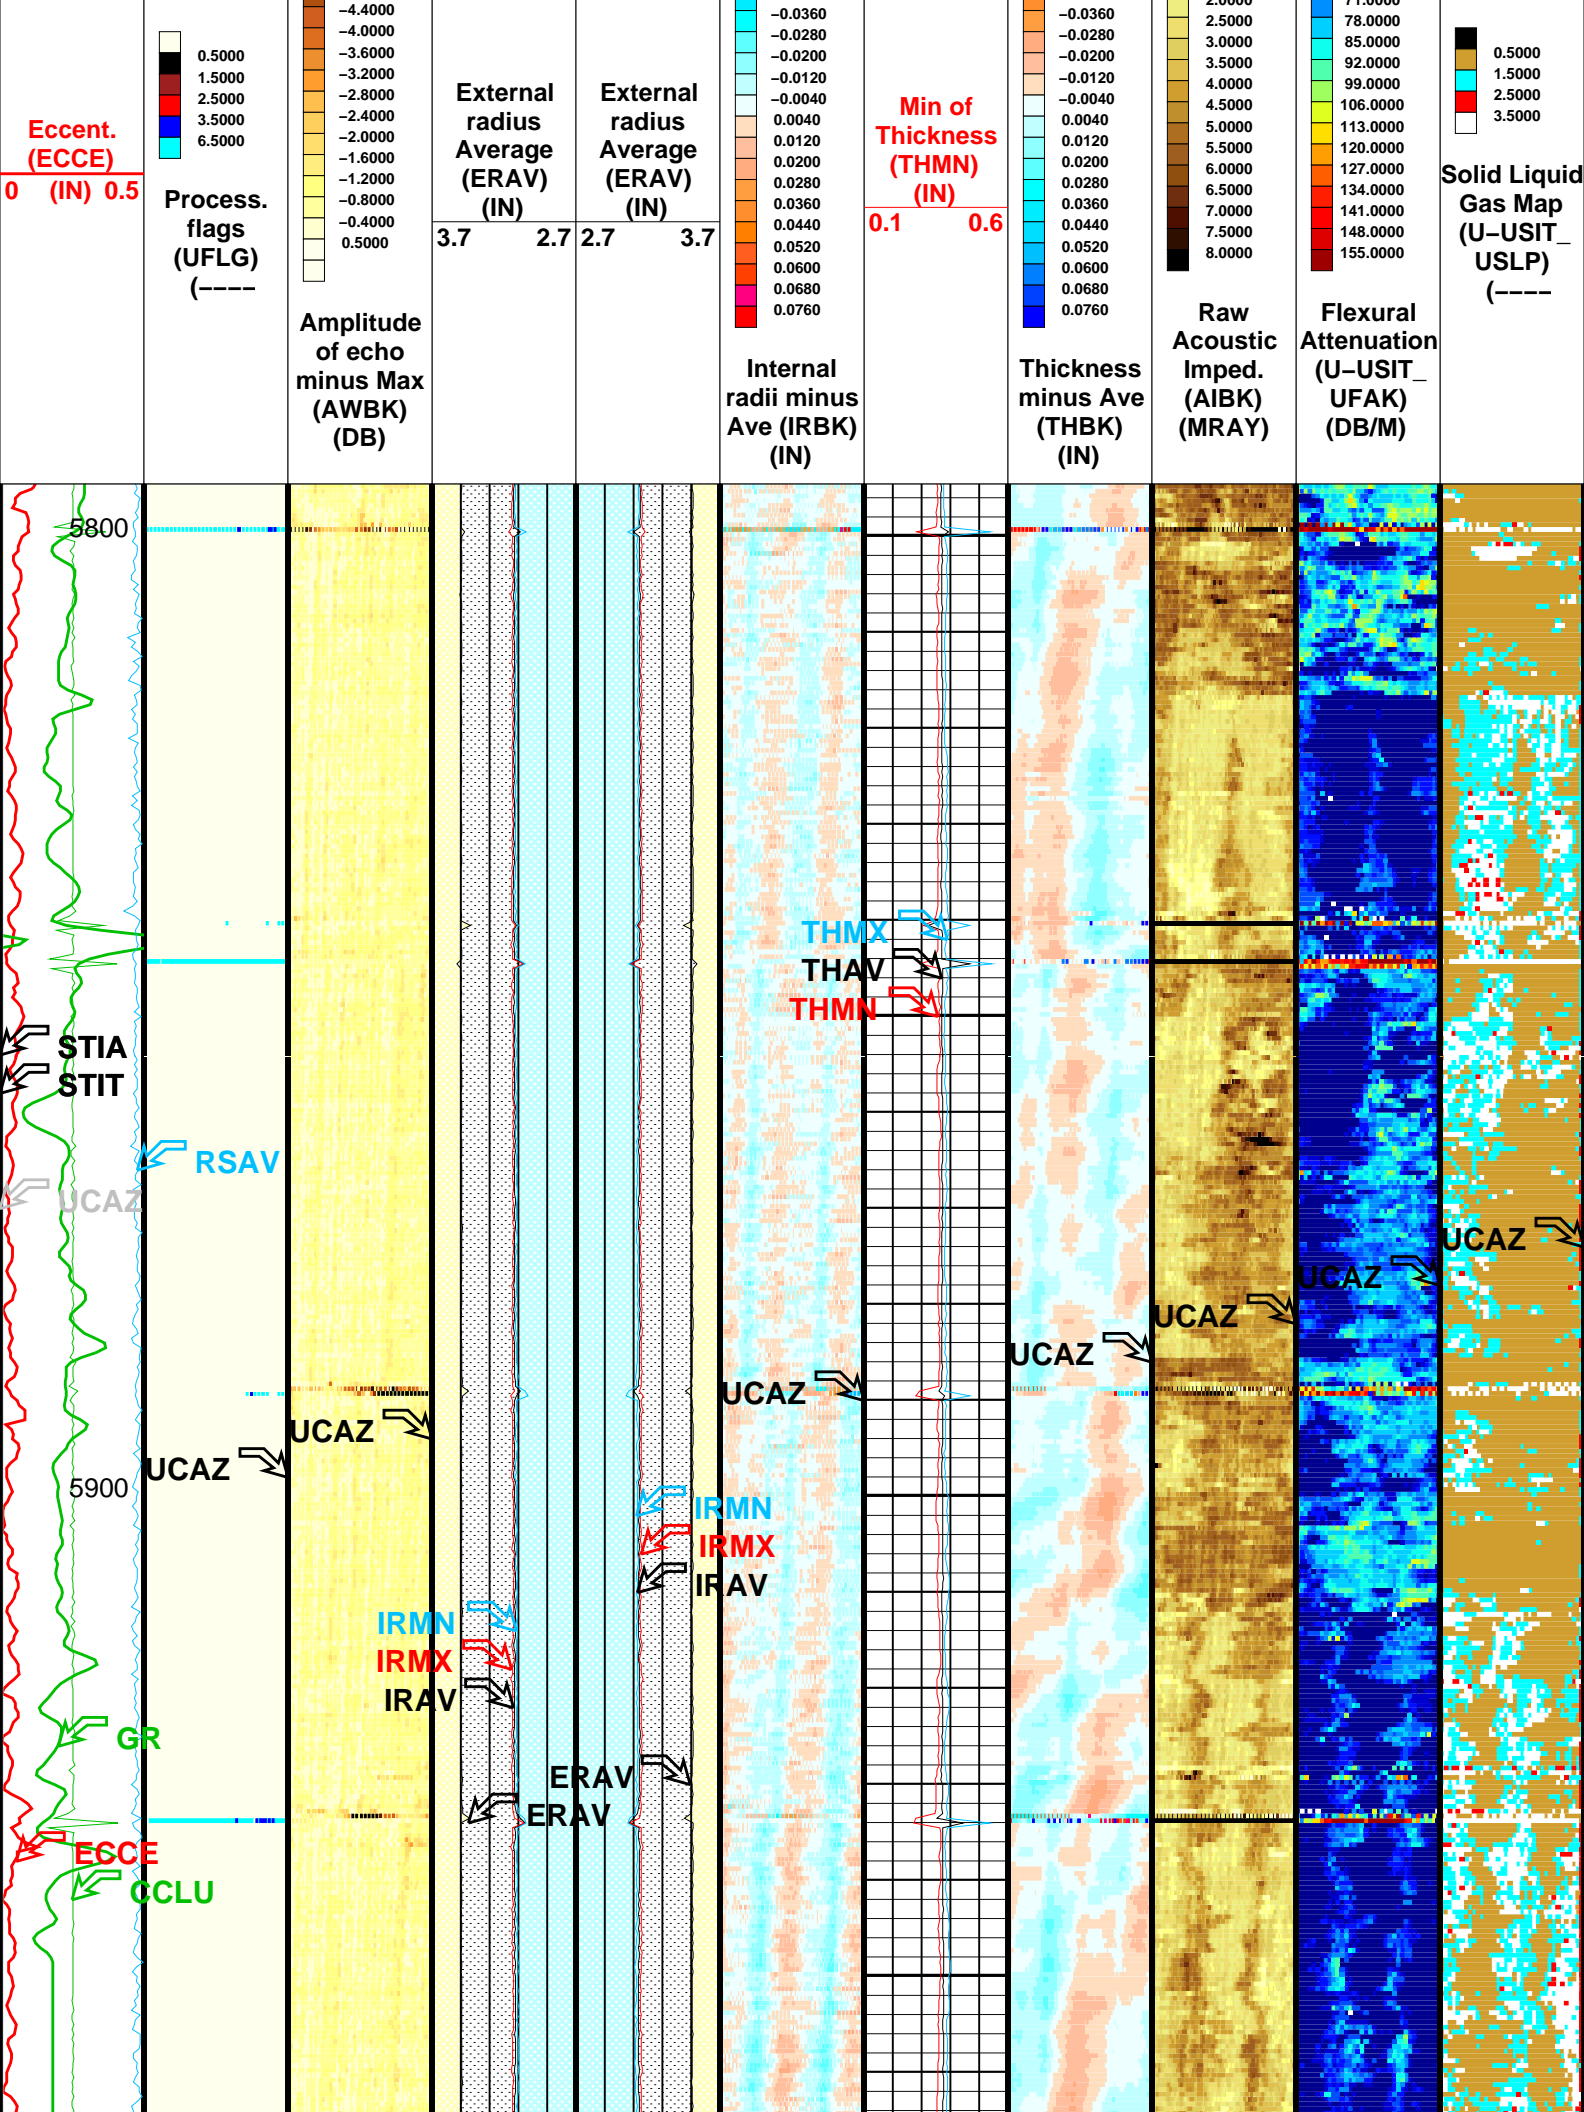 Eccent.
(ECCE)
0 (IN) 0.5
0.5000
1.5000
2.5000
3.5000
6.5000
Process.
flags
(UFLG)
(----
-4.4000
-4.0000
-3.6000
-3.2000
-2.8000
-2.4000
-2.0000
-1.6000
-1.2000
-0.8000
-0.4000
0.5000
Amplitude
of echo
minus Max
(AWBK)
(DB)
External
radius
Average
(ERAV)
(IN)
3.7 2.7
External
radius
Average
(ERAV)
(IN)
2.7 3.7
-0.0360
-0.0280
-0.0200
-0.0120
-0.0040
0.0040
0.0120
0.0200
0.0280
0.0360
0.0440
0.0520
0.0600
0.0680
0.0760
Internal
radii minus
Ave (IRBK)
(IN)
Min of
Thickness
(THMN)
(IN)
0.1 0.6
-0.0360
-0.0280
-0.0200
-0.0120
-0.0040
0.0040
0.0120
0.0200
0.0280
0.0360
0.0440
0.0520
0.0600
0.0680
0.0760
Thickness
minus Ave
(THBK)
(IN)
2.0000
2.5000
3.0000
3.5000
4.0000
4.5000
5.0000
5.5000
6.0000
6.5000
7.0000
7.5000
8.0000
Raw
Acoustic
Imped.
(AIBK)
(MRAY)
71.0000
78.0000
85.0000
92.0000
99.0000
106.0000
113.0000
120.0000
127.0000
134.0000
141.0000
148.0000
155.0000
Flexural
Attenuation
(U-USIT_
UFAK)
(DB/M)
0.5000
1.5000
2.5000
3.5000
Solid Liquid
Gas Map
(U-USIT_
USLP)
(----
5800
THMX
THAV
THMN
STIA
STIT
RSAV
UCAZ
UCAZ
UCAZ
UCAZ
UCAZ
UCAZ
UCAZ
UCAZ
5900
IRMN
IRMX
IRAV
IRMN
IRMX
IRAV
GR
ERAV
ERAV
ECCE
CCLU